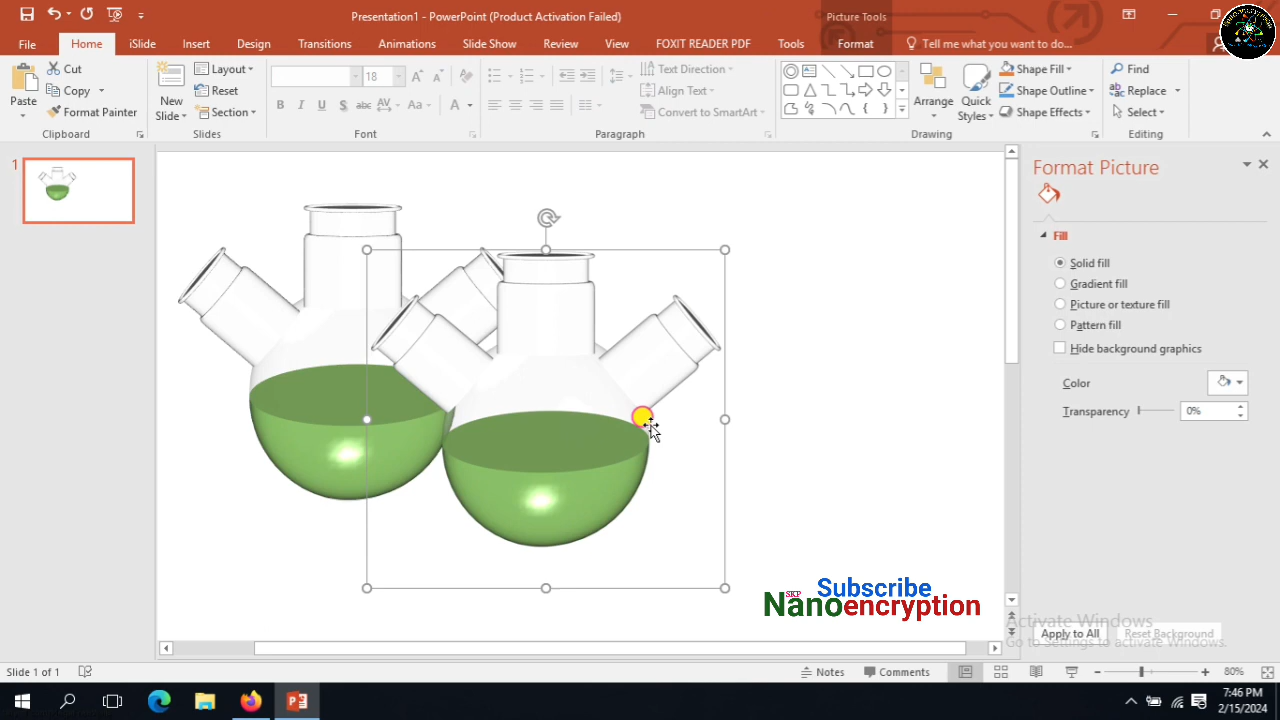 Presentation1 - PowerPoint (Product Activation Failed)
Picture Tools
File
Home
iSlide
Insert
Design
Transitions
Animations
Slide Show
Review
View
FOXIT READER PDF
Tools
Format
Tell me what you want to do...
Paste
Cut
Copy
Format Painter
Clipboard
New Slide
Layout
Reset
Section
Slides
18
B I U S abc AV Aa A
Font
Text Direction
Align Text
Convert to SmartArt
Paragraph
Arrange
Quick Styles
Shape Fill
Shape Outline
Shape Effects
Drawing
Find
Replace
Select
Editing
1
Format Picture
Fill
Solid fill
Gradient fill
Picture or texture fill
Pattern fill
Hide background graphics
Color
Transparency
0%
Subscribe
SKP
Nanoencryption
Activate Windows
Go to Settings to activate Windows.
Apply to All
Reset Background
Slide 1 of 1
Notes
Comments
80%
7:46 PM
2/15/2024